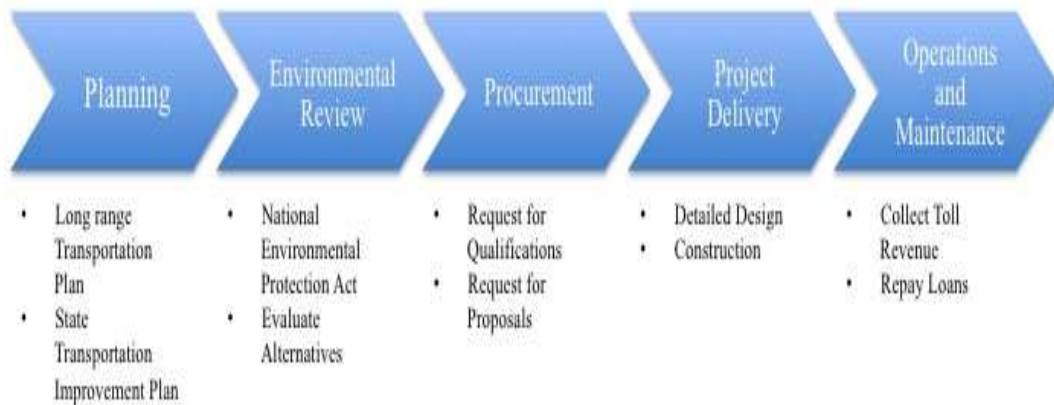 Planning
Environmental
Review
Procurement
Project
Delivery
Operations
and
Maintenance
• Long range
Transportation
Plan
• State
Transportation
Improvement Plan
• National
Environmental
Protection Act
• Evaluate
Alternatives
• Request for
Qualifications
• Request for
Proposals
• Detailed Design
• Construction
• Collect Toll
Revenue
• Repay Loans